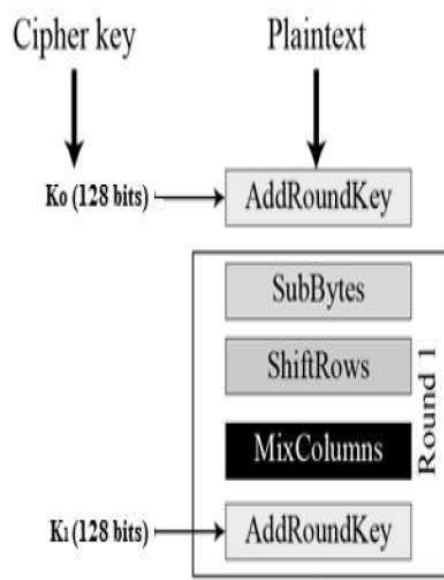 Cipher key
Plaintext
K0 (128 bits)
AddRoundKey
SubBytes
ShiftRows
MixColumns
Round 1
K1 (128 bits)
AddRoundKey